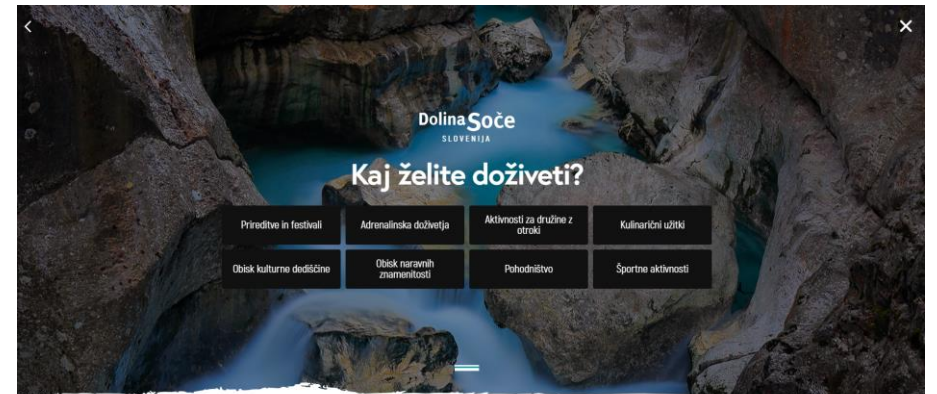 Dolina Soče
SLOVENIJA
Kaj želite doživeti?
Prireditve in festivali
Adrenalinska doživetja
Aktivnosti za družine z
otroki
Kulinarični užitki
Obisk kulturne dediščine
Obisk naravnih
znamenitosti
Pohodništvo
Športne aktivnosti